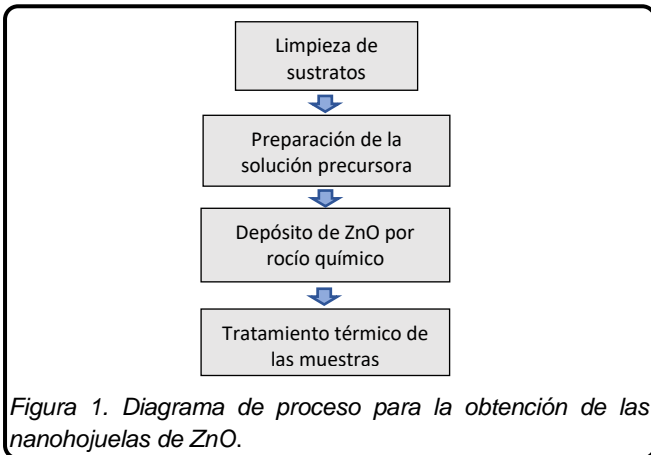 Limpieza de
sustratos
Preparación de la
solución precursora
Depósito de ZnO por
rocío químico
Tratamiento térmico de
las muestras
Figura 1. Diagrama de proceso para la obtención de las
nanohojuelas de ZnO.